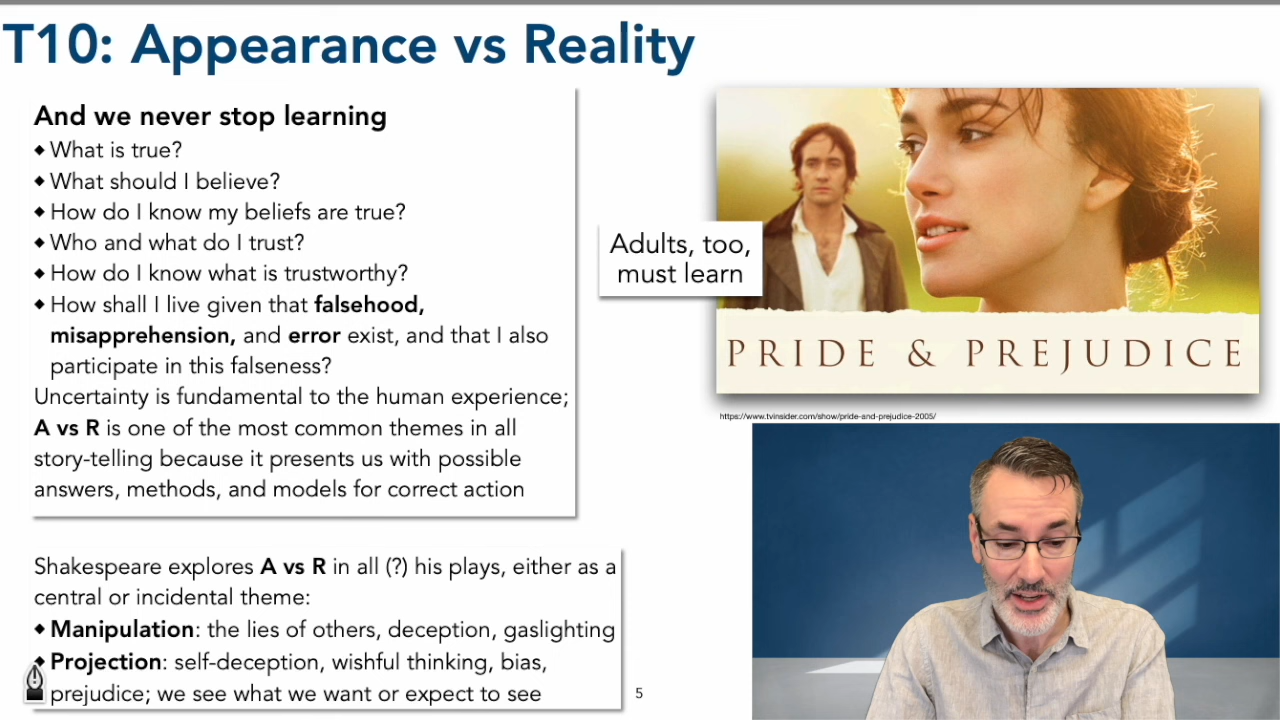 T10: Appearance vs Reality
And we never stop learning
◆ What is true?
◆ What should I believe?
◆ How do I know my beliefs are true?
◆ Who and what do I trust?
◆ How do I know what is trustworthy?
◆ How shall I live given that falsehood,
misapprehension, and error exist, and that I also
participate in this falseness?
Uncertainty is fundamental to the human experience;
A vs R is one of the most common themes in all
story-telling because it presents us with possible
answers, methods, and models for correct action
Adults, too,
must learn
PRIDE & PREJUDICE
https://www.tvinsider.com/show/pride-and-prejudice-2005/
Shakespeare explores A vs R in all (?) his plays, either as a
central or incidental theme:
◆ Manipulation: the lies of others, deception, gaslighting
◆ Projection: self-deception, wishful thinking, bias,
prejudice; we see what we want or expect to see
5